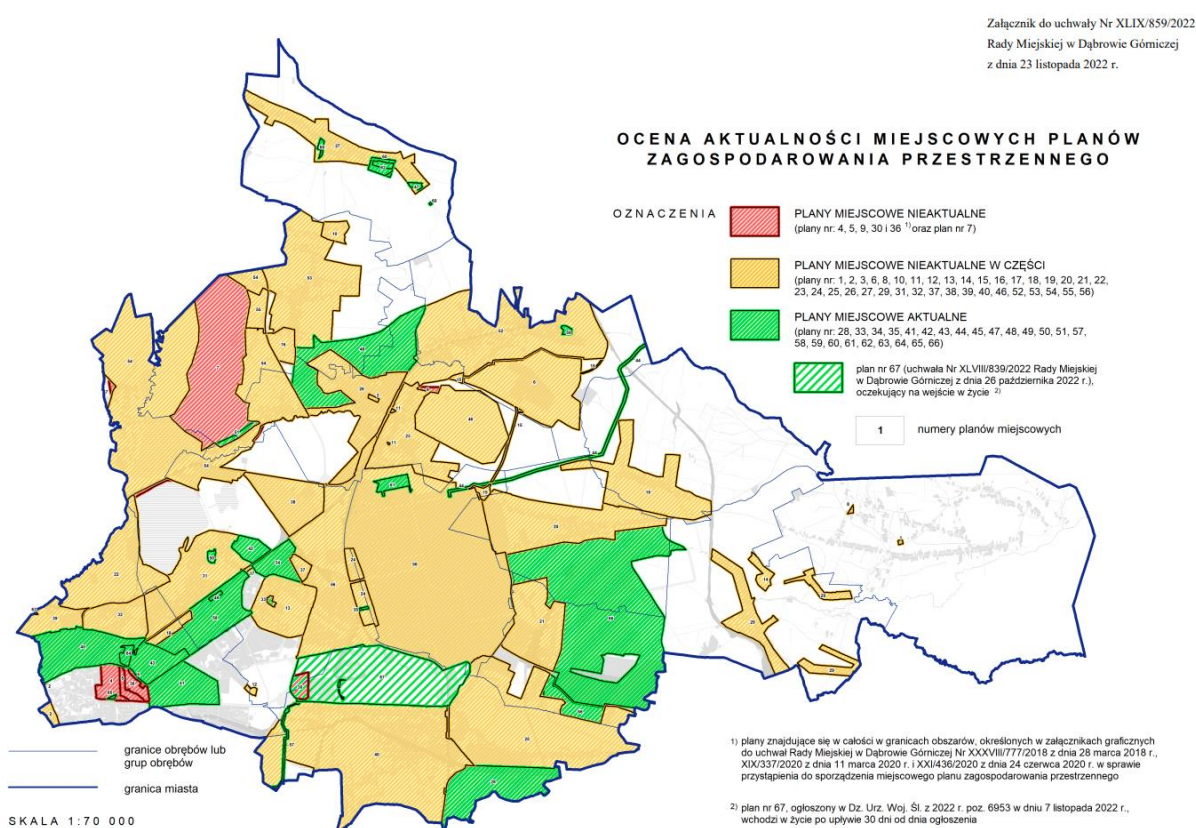 Załącznik do uchwały Nr XLIX/859/2022
Rady Miejskiej w Dąbrowie Górniczej
z dnia 23 listopada 2022 r.
OCENA AKTUALNOŚCI MIEJSCOWYCH PLANÓW
ZAGOSPODAROWANIA PRZESTRZENNEGO
OZNACZENIA
PLANY MIEJSCOWE NIEAKTUALNE
(plany nr: 4, 5, 9, 30 i 36 1) oraz plan nr 7)
PLANY MIEJSCOWE NIEAKTUALNE W CZĘŚCI
(plany nr: 1, 2, 3, 6, 8, 10, 11, 12, 13, 14, 15, 16, 17, 18, 19, 20, 21, 22,
23, 24, 25, 26, 27, 29, 31, 32, 37, 38, 39, 40, 46, 52, 53, 54, 55, 56)
PLANY MIEJSCOWE AKTUALNE
(plany nr: 28, 33, 34, 35, 41, 42, 43, 44, 45, 47, 48, 49, 50, 51, 57,
58, 59, 60, 61, 62, 63, 64, 65, 66)
plan nr 67 (uchwała Nr XLVIII/839/2022 Rady Miejskiej
w Dąbrowie Górniczej z dnia 26 października 2022 r.),
oczekujący na wejście w życie 2)
1 numery planów miejscowych
granice obrębów lub
grup obrębów
granica miasta
SKALA 1:70 000
1) plany znajdujące się w całości w granicach obszarów, określonych w załącznikach graficznych
do uchwał Rady Miejskiej w Dąbrowie Górniczej Nr XXXVIII/777/2018 z dnia 28 marca 2018 r.,
XIX/337/2020 z dnia 11 marca 2020 r. i XXI/436/2020 z dnia 24 czerwca 2020 r. w sprawie
przystąpienia do sporządzenia miejscowego planu zagospodarowania przestrzennego
2) plan nr 67, ogłoszony w Dz. Urz. Woj. Śl. z 2022 r. poz. 6953 w dniu 7 listopada 2022 r.,
wchodzi w życie po upływie 30 dni od dnia ogłoszenia